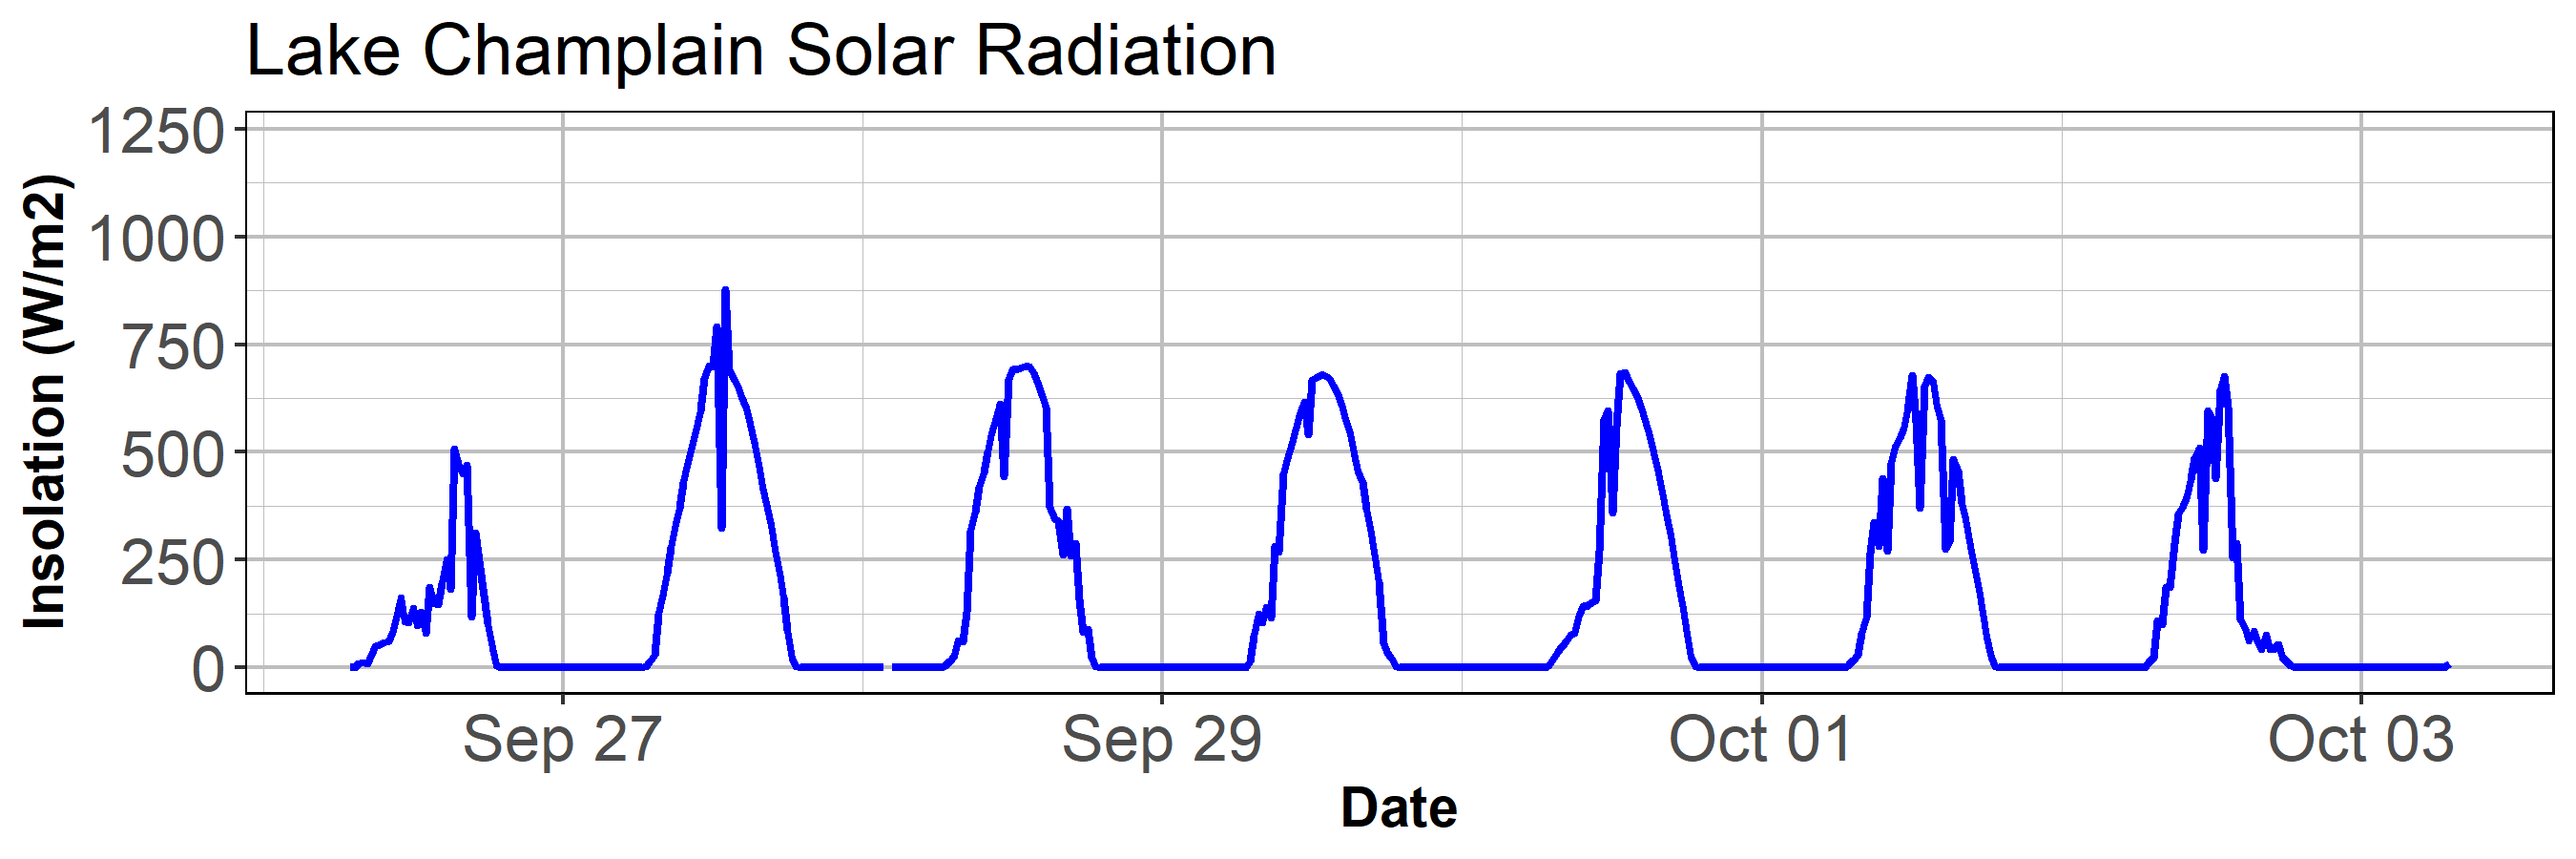 Lake Champlain Solar Radiation
1250
1000
750
500
250
0
Insolation (W/m2)
Sep 27
Sep 29
Oct 01
Oct 03
Date